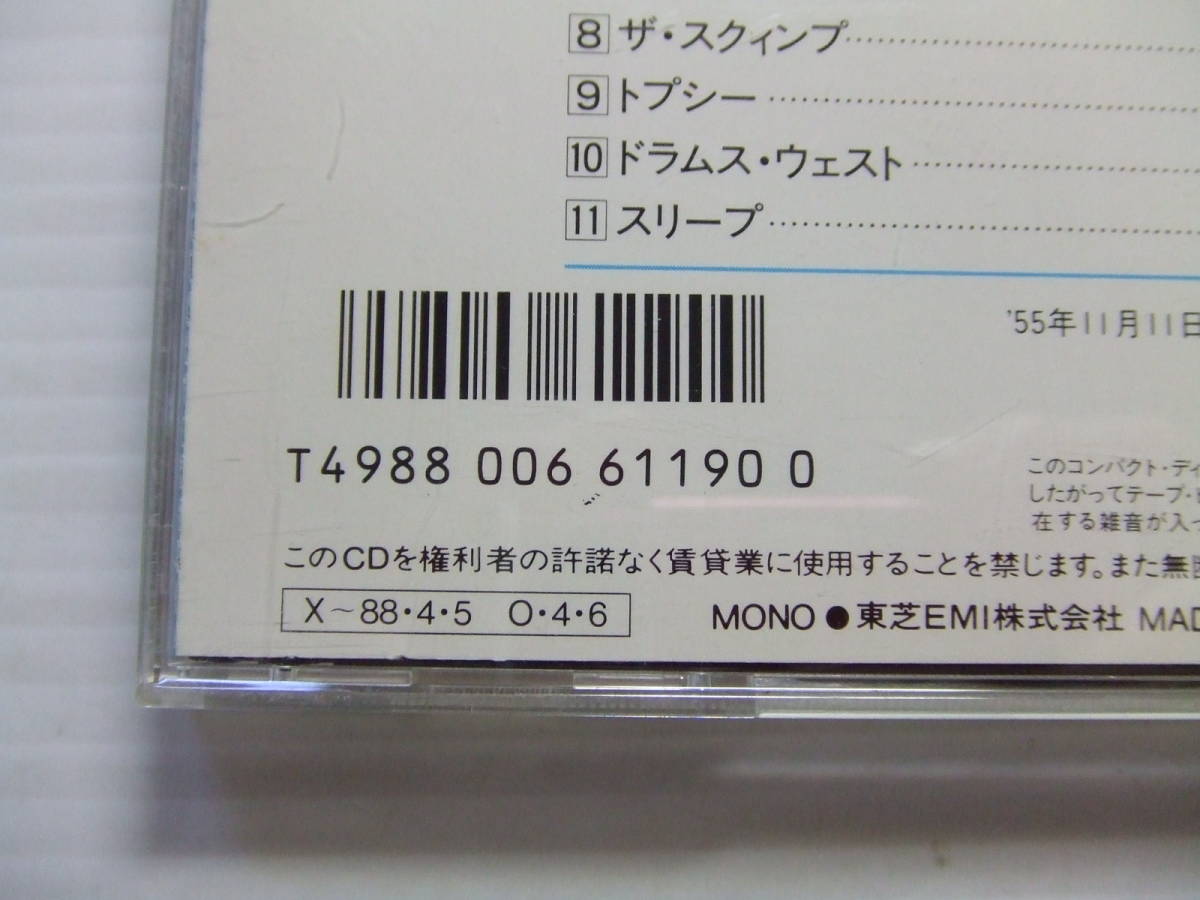 8 ザ・スクィンプ
9 トプシー
10 ドラムス・ウェスト
11 スリープ
'55年11月11日
T4988 006 61190 0
このコンパクト・デイ
したがってテープ・
在する雑音が入っ
このCDを権利者の許諾なく賃貸業に使用することを禁じます。また無断
X〜88・4・5 O・4・6
MONO ● 東芝EMI株式会社 MAD